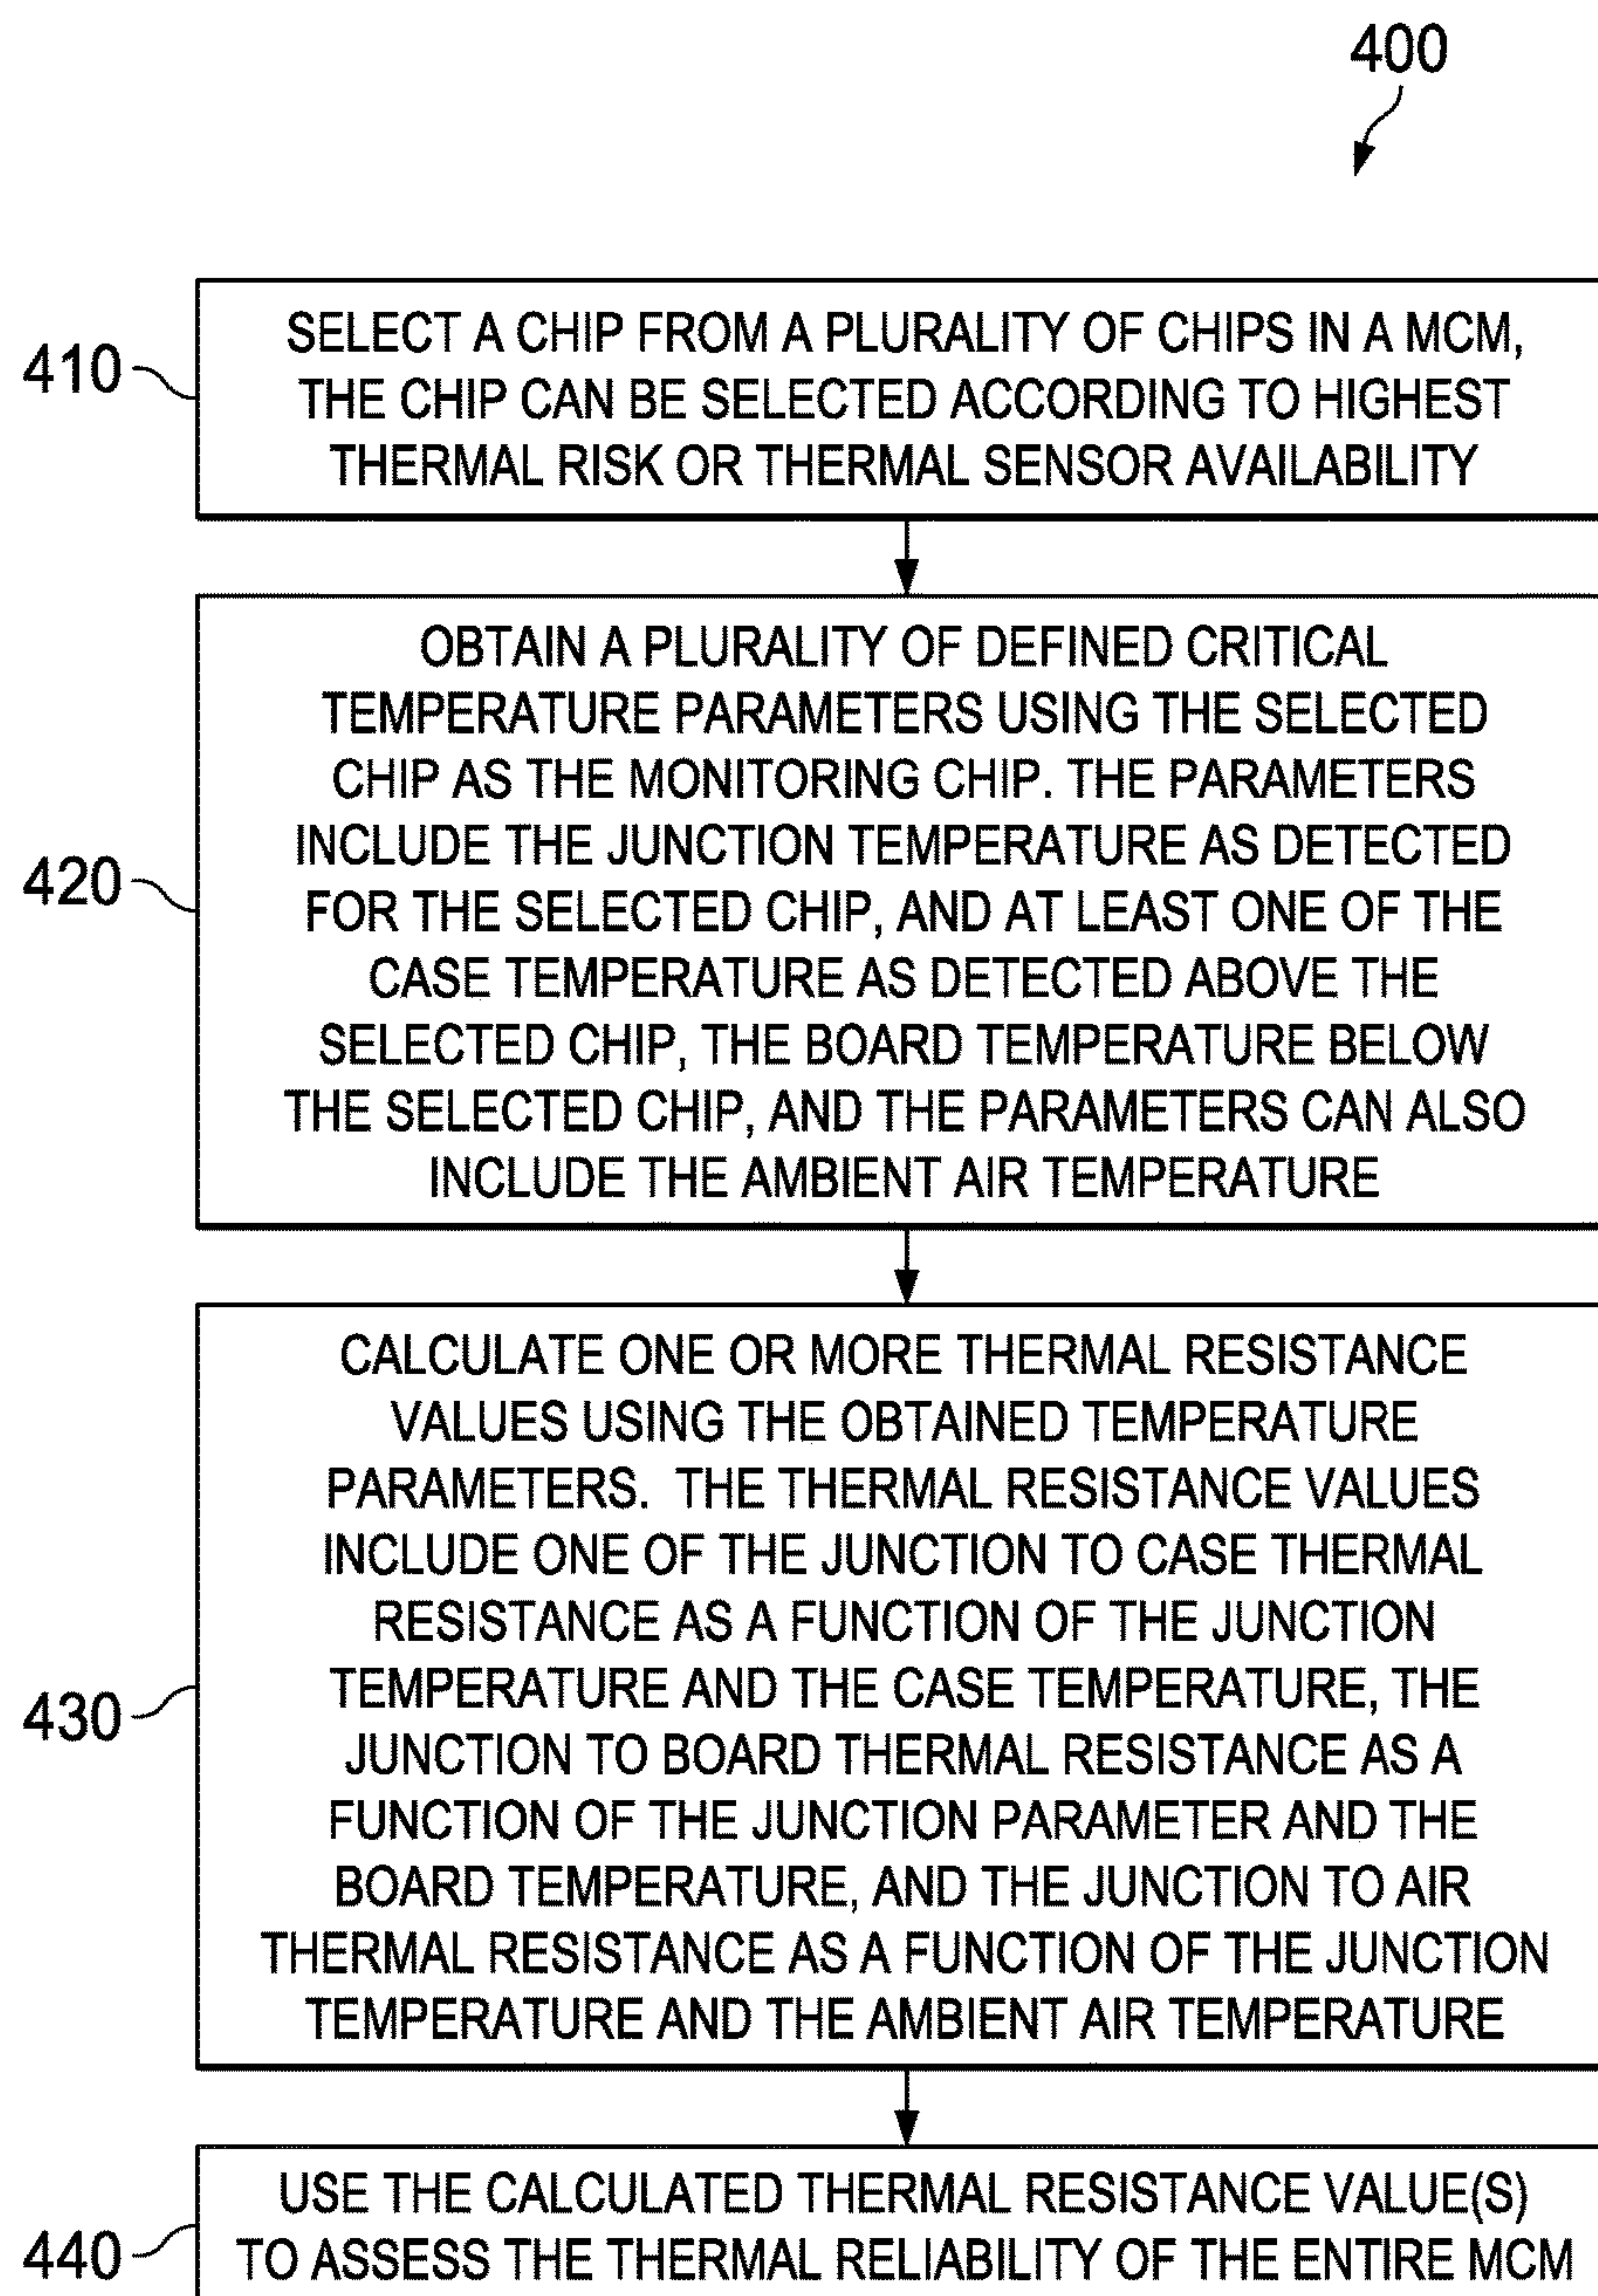 400
410
SELECT A CHIP FROM A PLURALITY OF CHIPS IN A MCM,
THE CHIP CAN BE SELECTED ACCORDING TO HIGHEST
THERMAL RISK OR THERMAL SENSOR AVAILABILITY
420
OBTAIN A PLURALITY OF DEFINED CRITICAL
TEMPERATURE PARAMETERS USING THE SELECTED
CHIP AS THE MONITORING CHIP. THE PARAMETERS
INCLUDE THE JUNCTION TEMPERATURE AS DETECTED
FOR THE SELECTED CHIP, AND AT LEAST ONE OF THE
CASE TEMPERATURE AS DETECTED ABOVE THE
SELECTED CHIP, THE BOARD TEMPERATURE BELOW
THE SELECTED CHIP, AND THE PARAMETERS CAN ALSO
INCLUDE THE AMBIENT AIR TEMPERATURE
430
CALCULATE ONE OR MORE THERMAL RESISTANCE
VALUES USING THE OBTAINED TEMPERATURE
PARAMETERS. THE THERMAL RESISTANCE VALUES
INCLUDE ONE OF THE JUNCTION TO CASE THERMAL
RESISTANCE AS A FUNCTION OF THE JUNCTION
TEMPERATURE AND THE CASE TEMPERATURE, THE
JUNCTION TO BOARD THERMAL RESISTANCE AS A
FUNCTION OF THE JUNCTION PARAMETER AND THE
BOARD TEMPERATURE, AND THE JUNCTION TO AIR
THERMAL RESISTANCE AS A FUNCTION OF THE JUNCTION
TEMPERATURE AND THE AMBIENT AIR TEMPERATURE
440
USE THE CALCULATED THERMAL RESISTANCE VALUE(S)
TO ASSESS THE THERMAL RELIABILITY OF THE ENTIRE MCM